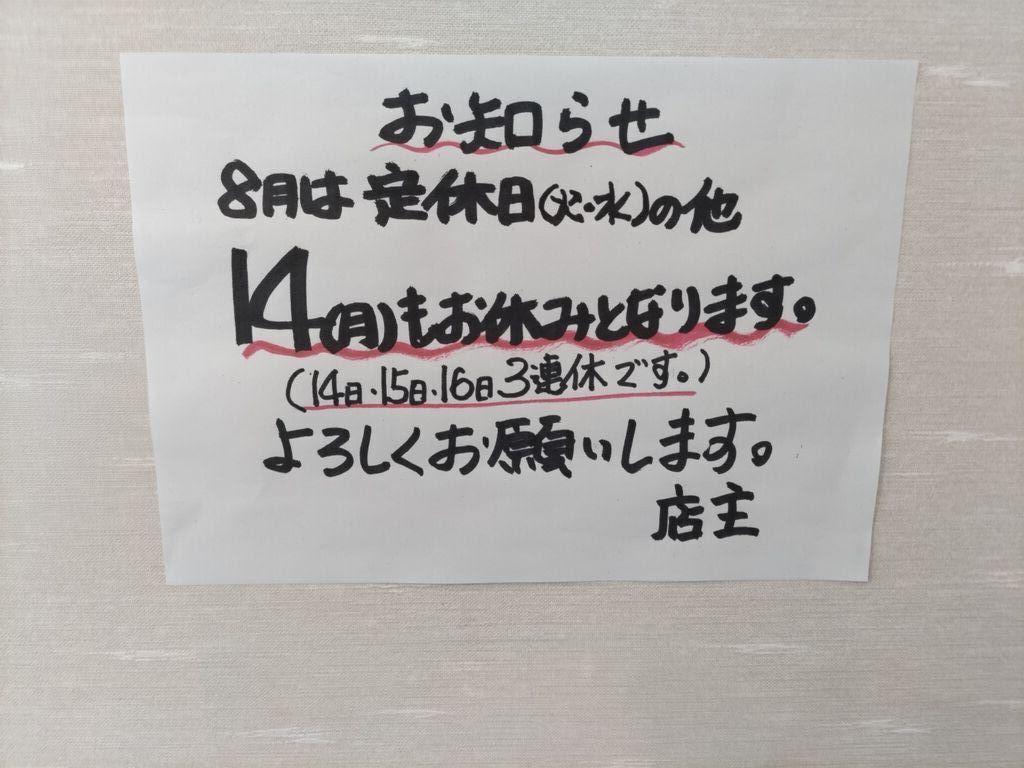 お知らせ
8月は定休日(火・水)の他
14(月)もお休みとなります。
(14日・15日・16日3連休です。)
よろしくお願いします。
店主